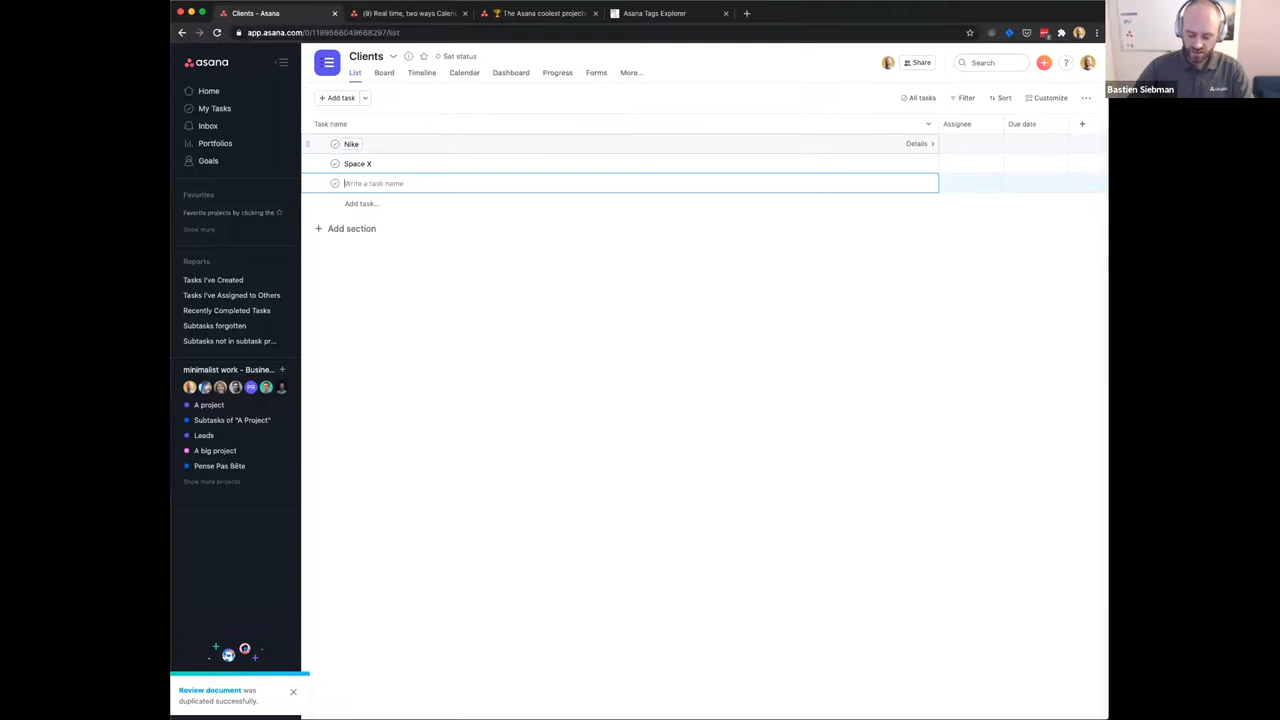 Clients - Asana
(9) Real time, two ways Calen
The Asana coolest projects
Asana Tags Explorer
app.asana.com/0/1199566049668297/list
asana
Home
My Tasks
Inbox
Portfolios
Goals
Favorites
Favorite projects by clicking the
Show more
Reports
Tasks I've Created
Tasks I've Assigned to Others
Recently Completed Tasks
Subtasks forgotten
Subtasks not in subtask pr...
minimalist work - Busine...
PR
A project
Subtasks of "A Project"
Leads
A big project
Pense Pas Bête
Show more projects
Review document was
duplicated successfully.
Clients
Set status
Share
Search
List
Board
Timeline
Calendar
Dashboard
Progress
Forms
More...
+ Add task
All tasks
Filter
Sort
Customize
Task name
Assignee
Due date
Nike
Details
Space X
Write a task name
Add task...
+ Add section
Bastien Siebman